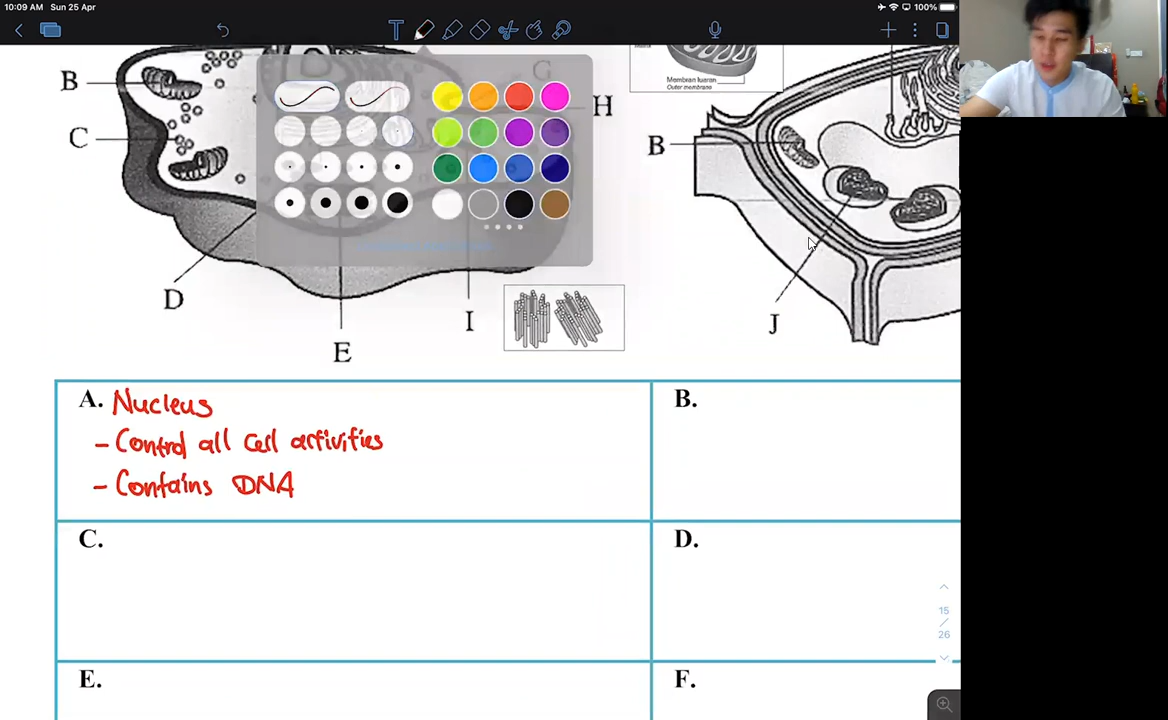 10:09 AM Sun 25 Apr
100%
T
B
C
G
H
D
I
E
Membran luaran
Outer membrane
B
J
A. Nucleus
- Control all cell activities
- Contains DNA
B.
C.
D.
E.
F.
15
/
26